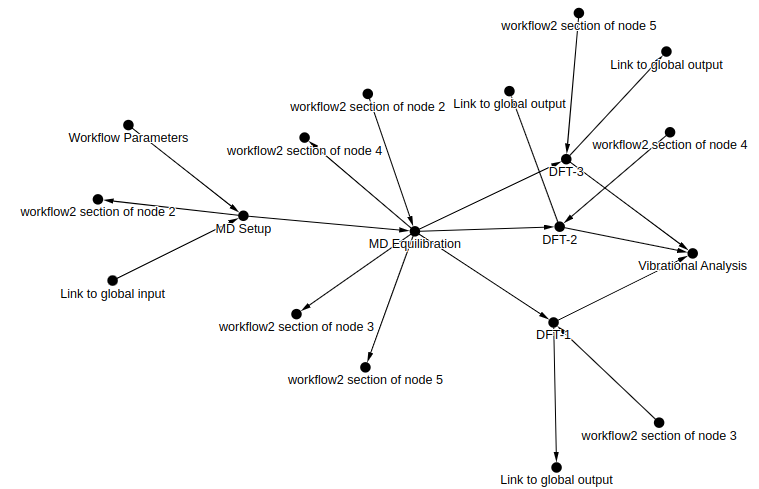 workflow2 section of node 5
Link to global output
workflow2 section of node 2
Link to global output
Workflow Parameters
workflow2 section of node 4
workflow2 section of node 4
DFT-3
workflow2 section of node 2
MD Setup
MD Equilibration
DFT-2
Link to global input
Vibrational Analysis
workflow2 section of node 3
DFT-1
workflow2 section of node 5
workflow2 section of node 3
Link to global output